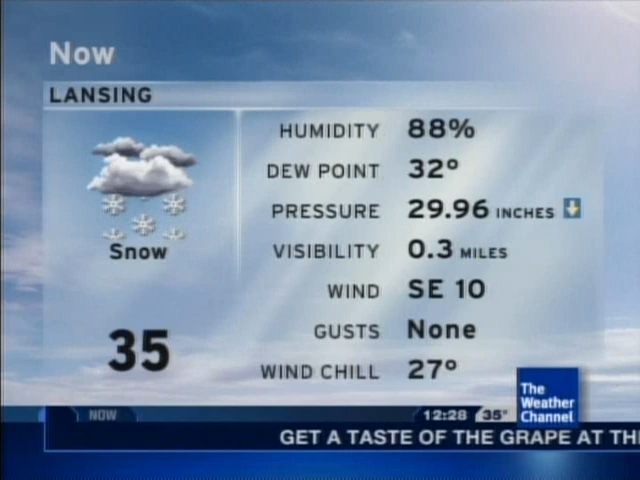 Now
LANSING
Snow
35
HUMIDITY 88%
DEW POINT 32°
PRESSURE 29.96 INCHES
VISIBILITY 0.3 MILES
WIND SE 10
GUSTS None
WIND CHILL 27°
NOW
12:28 35°
The
Weather
Channel
GET A TASTE OF THE GRAPE AT